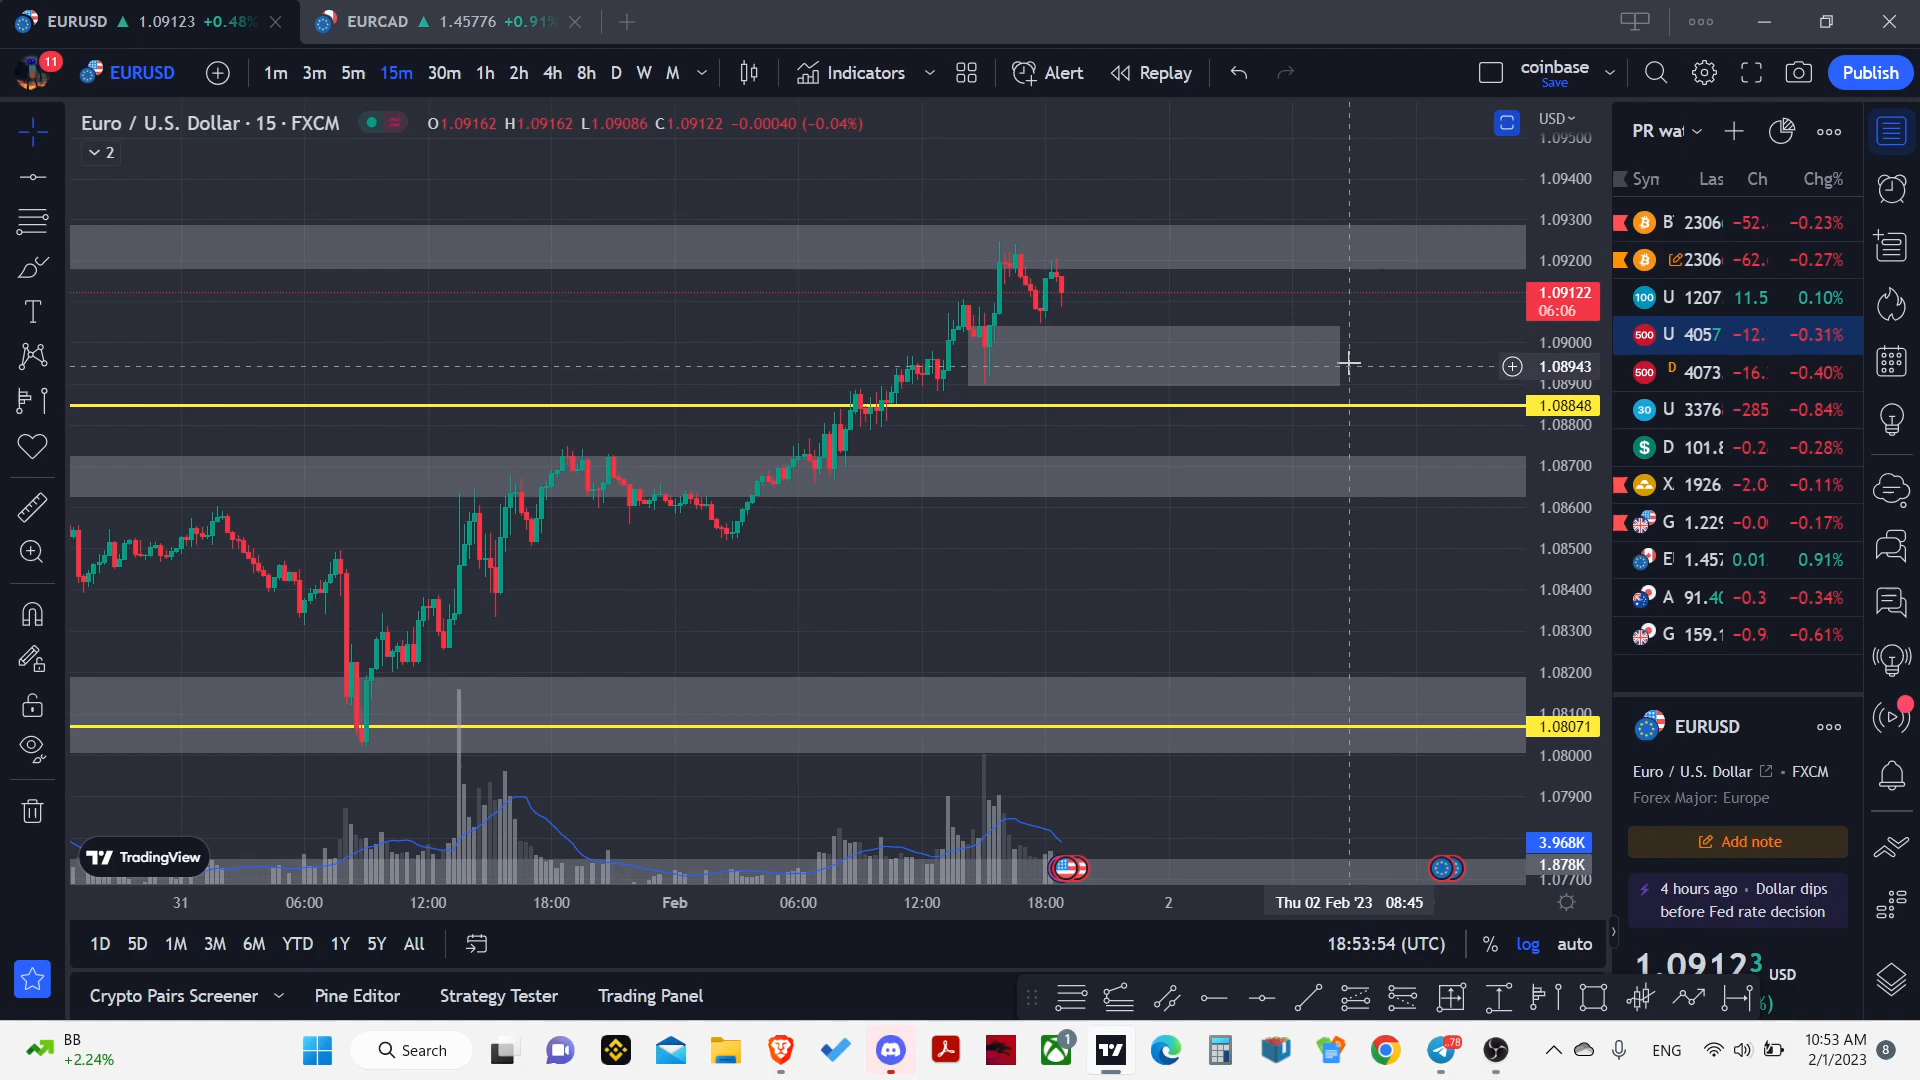 EURUSD ▲ 1.09123 +0.48%
EURCAD ▲ 1.45776 +0.91%
11
EURUSD
1m 3m 5m 15m 30m 1h 2h 4h 8h D W M
Indicators
Alert
Replay
coinbase
Save
Publish
Euro / U.S. Dollar · 15 · FXCM
O1.09162 H1.09162 L1.09086 C1.09122 −0.00040 (−0.04%)
2
USD
1.09500
1.09400
1.09300
1.09200
1.09122
06:06
1.09000
1.08943
1.08900
1.08848
1.08800
1.08700
1.08600
1.08500
1.08400
1.08300
1.08200
1.08100
1.08071
1.08000
1.07900
3.968K
1.878K
1.07700
TradingView
31 06:00 12:00 18:00 Feb 06:00 12:00 18:00 2
Thu 02 Feb '23 08:45
1D 5D 1M 3M 6M YTD 1Y 5Y All
18:53:54 (UTC)
% log auto
Crypto Pairs Screener
Pine Editor
Strategy Tester
Trading Panel
PR wat
Sym Las Ch Chg%
B 2306 −52. −0.23%
2306 −62. −0.27%
100 U 1207 11.5 0.10%
500 U 4057 −12. −0.31%
500 D 4073. −16. −0.40%
30 U 3376 −285 −0.84%
$ D 101.8 −0.2 −0.28%
X 1926. −2.0 −0.11%
G 1.229 −0.0 −0.17%
E 1.457 0.01 0.91%
A 91.40 −0.3 −0.34%
G 159.1 −0.9 −0.61%
EURUSD
Euro / U.S. Dollar · FXCM
Forex Major: Europe
Add note
4 hours ago · Dollar dips
before Fed rate decision
1.09123 USD
BB
+2.24%
Search
1
78
ENG
10:53 AM
2/1/2023
8